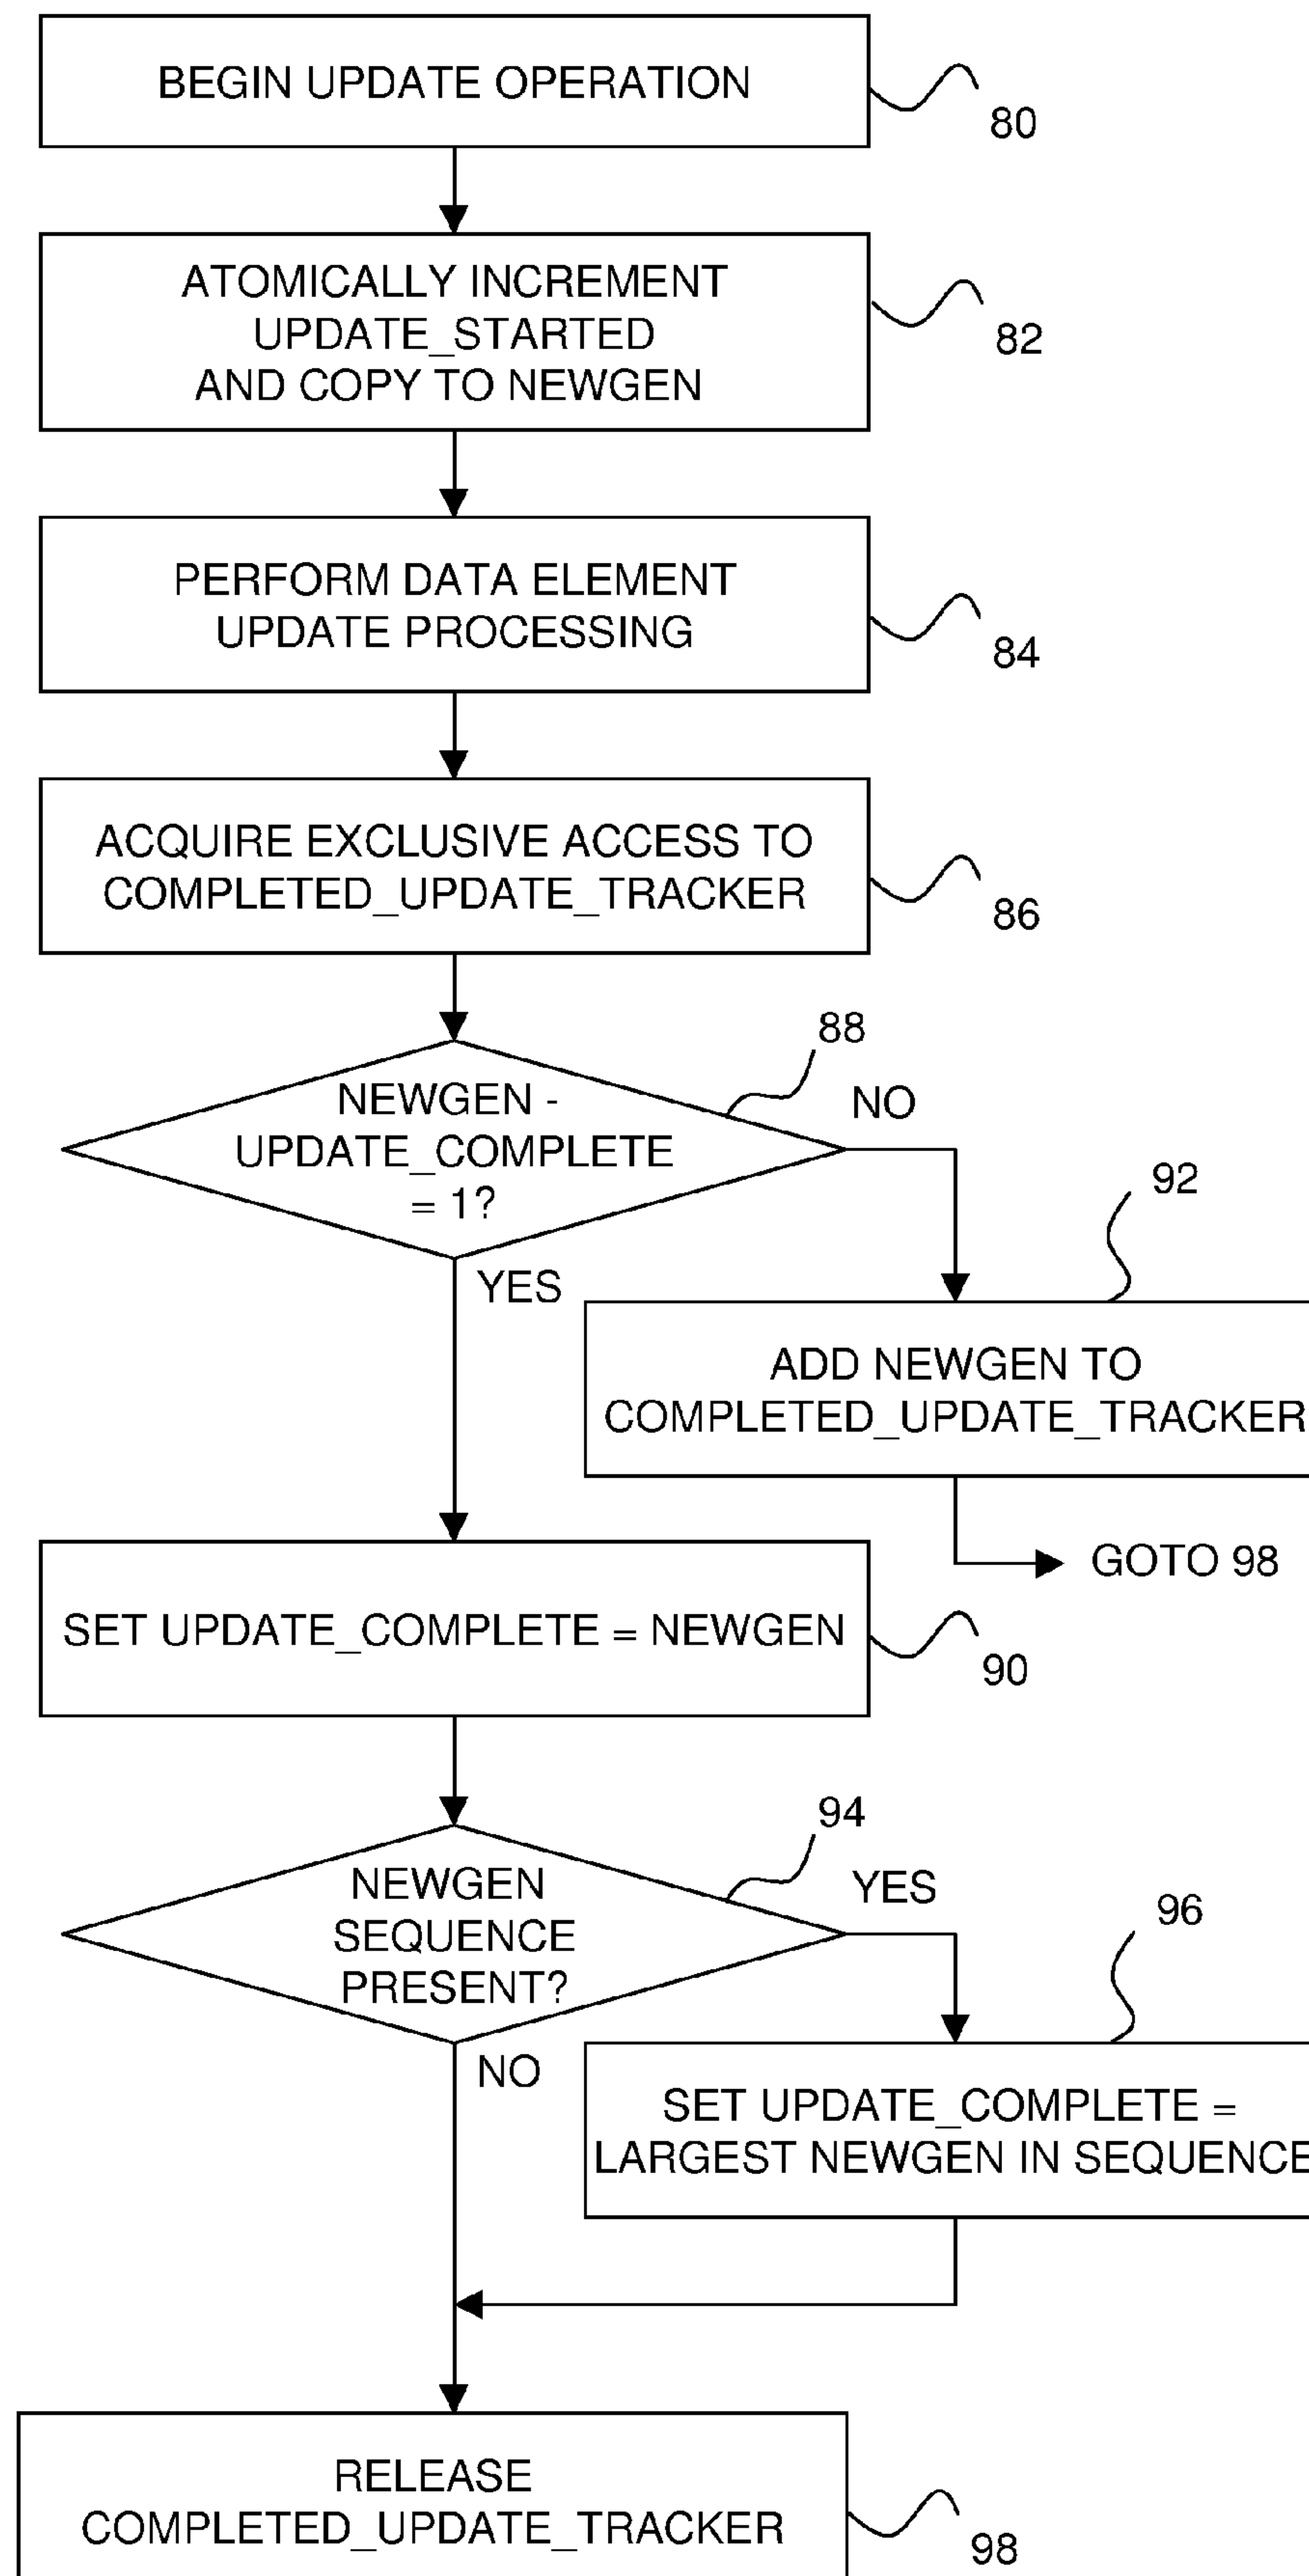 BEGIN UPDATE OPERATION
80
ATOMICALLY INCREMENT
UPDATE_STARTED
AND COPY TO NEWGEN
82
PERFORM DATA ELEMENT
UPDATE PROCESSING
84
ACQUIRE EXCLUSIVE ACCESS TO
COMPLETED_UPDATE_TRACKER
86
88
NEWGEN -
UPDATE_COMPLETE
= 1?
NO
YES
92
ADD NEWGEN TO
COMPLETED_UPDATE_TRACKER
GOTO 98
SET UPDATE_COMPLETE = NEWGEN
90
94
NEWGEN
SEQUENCE
PRESENT?
YES
NO
96
SET UPDATE_COMPLETE =
LARGEST NEWGEN IN SEQUENCE
RELEASE
COMPLETED_UPDATE_TRACKER
98